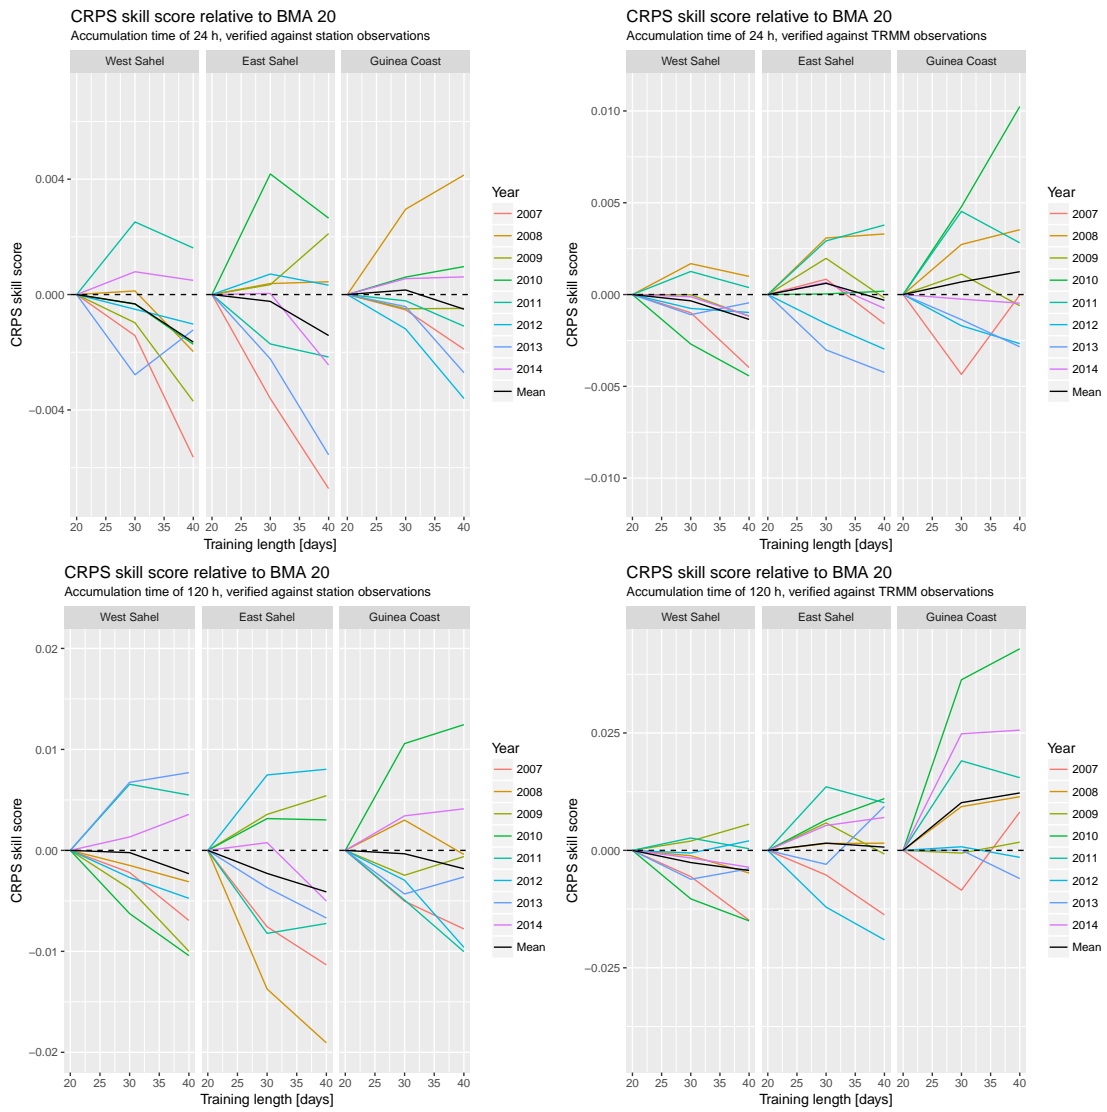 CRPS skill score relative to BMA 20
Accumulation time of 24 h, verified against station observations
West Sahel East Sahel Guinea Coast
CRPS skill score
0.004
0.000
−0.004
20 25 30 35 40 20 25 30 35 40 20 25 30 35 40
Training length [days]
Year
2007
2008
2009
2010
2011
2012
2013
2014
Mean
CRPS skill score relative to BMA 20
Accumulation time of 24 h, verified against TRMM observations
West Sahel East Sahel Guinea Coast
CRPS skill score
0.010
0.005
0.000
−0.005
−0.010
20 25 30 35 40 20 25 30 35 40 20 25 30 35 40
Training length [days]
Year
2007
2008
2009
2010
2011
2012
2013
2014
Mean
CRPS skill score relative to BMA 20
Accumulation time of 120 h, verified against station observations
West Sahel East Sahel Guinea Coast
CRPS skill score
0.02
0.01
0.00
−0.01
−0.02
20 25 30 35 40 20 25 30 35 40 20 25 30 35 40
Training length [days]
Year
2007
2008
2009
2010
2011
2012
2013
2014
Mean
CRPS skill score relative to BMA 20
Accumulation time of 120 h, verified against TRMM observations
West Sahel East Sahel Guinea Coast
CRPS skill score
0.025
0.000
−0.025
20 25 30 35 40 20 25 30 35 40 20 25 30 35 40
Training length [days]
Year
2007
2008
2009
2010
2011
2012
2013
2014
Mean